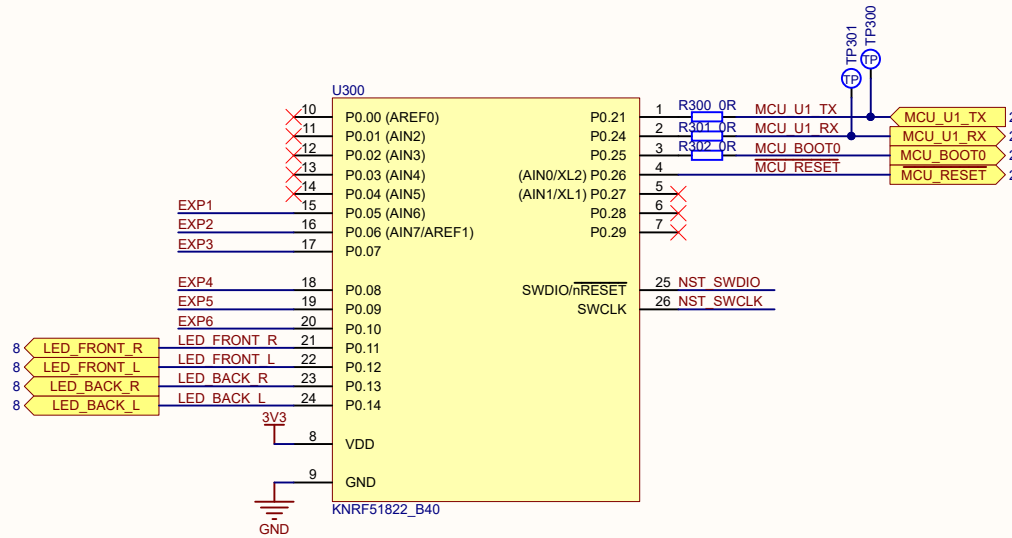 TP301
TP300
TP
TP
U300
10 P0.00 (AREF0) P0.21 1 R300 0R MCU_U1_TX MCU_U1_TX 2
11 P0.01 (AIN2) P0.24 2 R301 0R MCU_U1_RX MCU_U1_RX 2
12 P0.02 (AIN3) P0.25 3 R302 0R MCU_BOOT0 MCU_BOOT0 2
13 P0.03 (AIN4) (AIN0/XL2) P0.26 4 MCU_RESET MCU_RESET 2
14 P0.04 (AIN5) (AIN1/XL1) P0.27 5
EXP1 15 P0.05 (AIN6) P0.28 6
EXP2 16 P0.06 (AIN7/AREF1) P0.29 7
EXP3 17 P0.07
EXP4 18 P0.08 SWDIO/nRESET 25 NST_SWDIO
EXP5 19 P0.09 SWCLK 26 NST_SWCLK
EXP6 20 P0.10
8 LED_FRONT_R LED_FRONT_R 21 P0.11
8 LED_FRONT_L LED_FRONT_L 22 P0.12
8 LED_BACK_R LED_BACK_R 23 P0.13
8 LED_BACK_L LED_BACK_L 24 P0.14
3V3
8 VDD
9 GND
GND
KNRF51822_B40